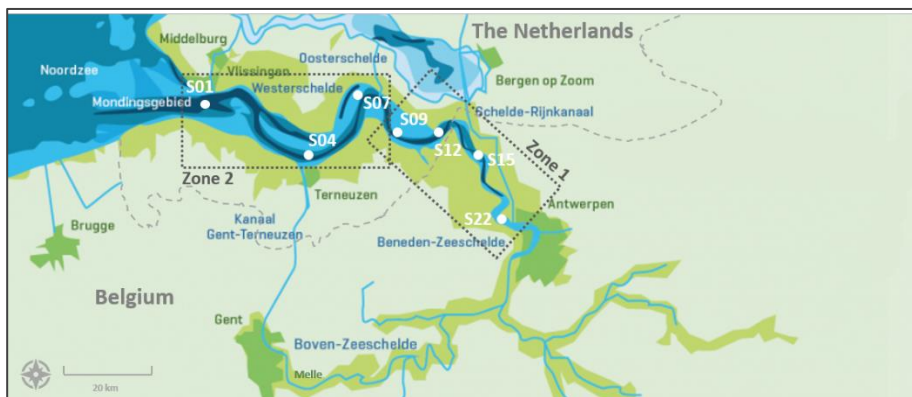 The Netherlands
Middelburg
Oosterschelde
Noordzee
Vlissingen
Bergen op Zoom
S01
Westerschelde
Mondingsgebied
S07
Schelde-Rijnkanaal
S09
S12
S04
S15
Zone 2
Zone 1
Terneuzen
Antwerpen
Kanaal
Gent-Terneuzen
S22
Brugge
Beneden-Zeeschelde
Belgium
Gent
Boven-Zeeschelde
Melle
20 km